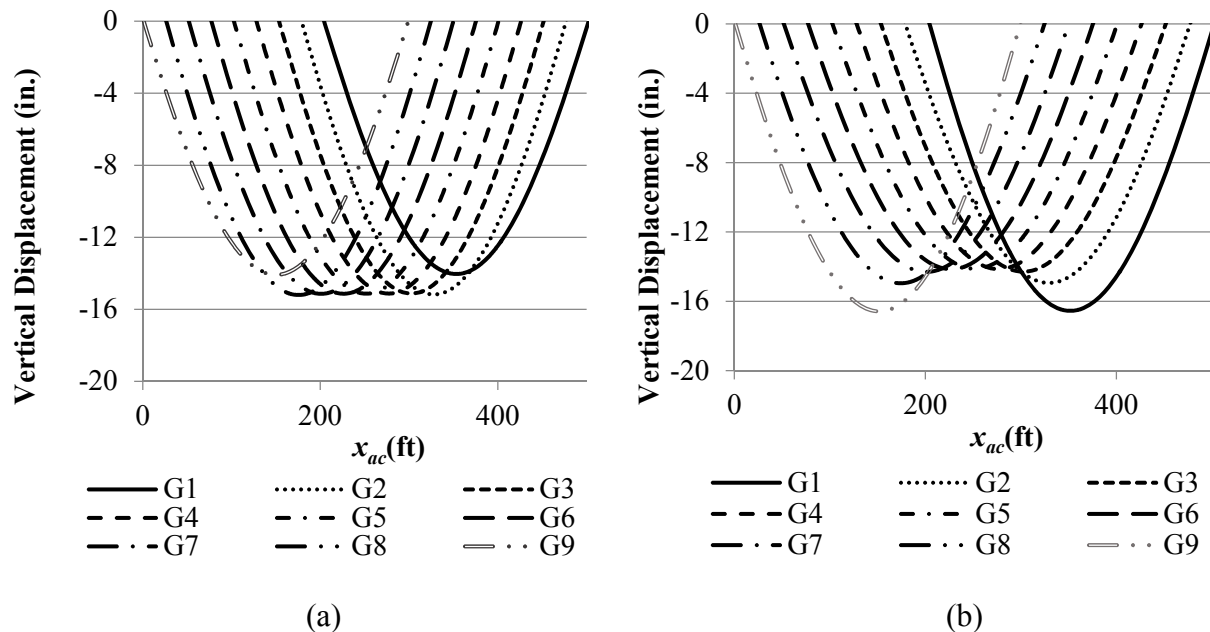 0
-4
-8
-12
-16
-20
Vertical Displacement (in.)
0 200 400
x_ac(ft)
G1 G2 G3
G4 G5 G6
G7 G8 G9
(a)
0
-4
-8
-12
-16
-20
Vertical Displacement (in.)
0 200 400
x_ac(ft)
G1 G2 G3
G4 G5 G6
G7 G8 G9
(b)